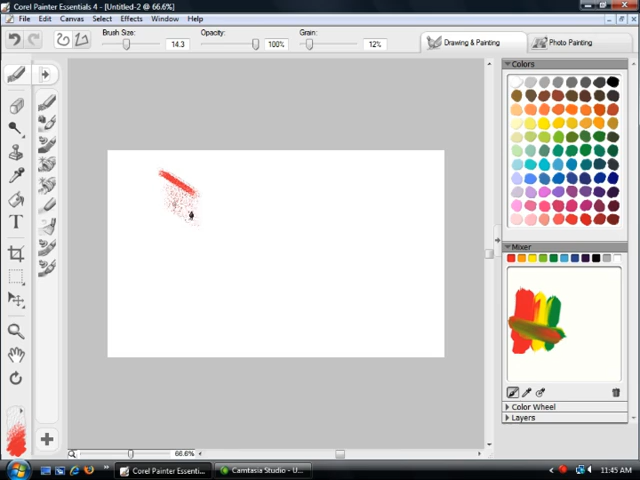 Corel Painter Essentials 4 - [Untitled-2 @ 66.6%]
File Edit Canvas Select Effects Window Help
Brush Size: Opacity: Grain:
14.3 100% 12%
Drawing & Painting Photo Painting
Colors
Mixer
T
Color Wheel
Layers
66.6%
Corel Painter Essenti... Camtasia Studio - U... 11:45 AM